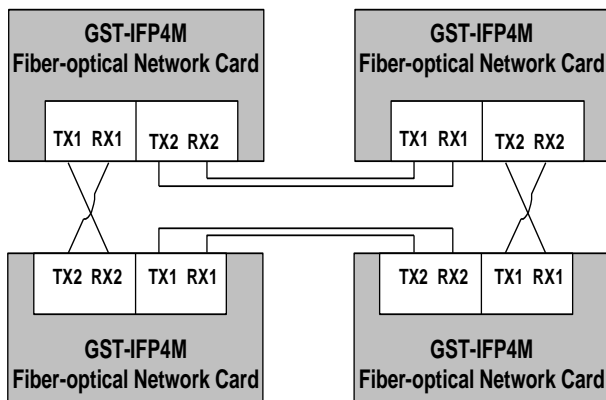 GST-IFP4M
Fiber-optical Network Card
TX1 RX1 TX2 RX2
GST-IFP4M
Fiber-optical Network Card
TX1 RX1 TX2 RX2
TX2 RX2 TX1 RX1
GST-IFP4M
Fiber-optical Network Card
TX2 RX2 TX1 RX1
GST-IFP4M
Fiber-optical Network Card